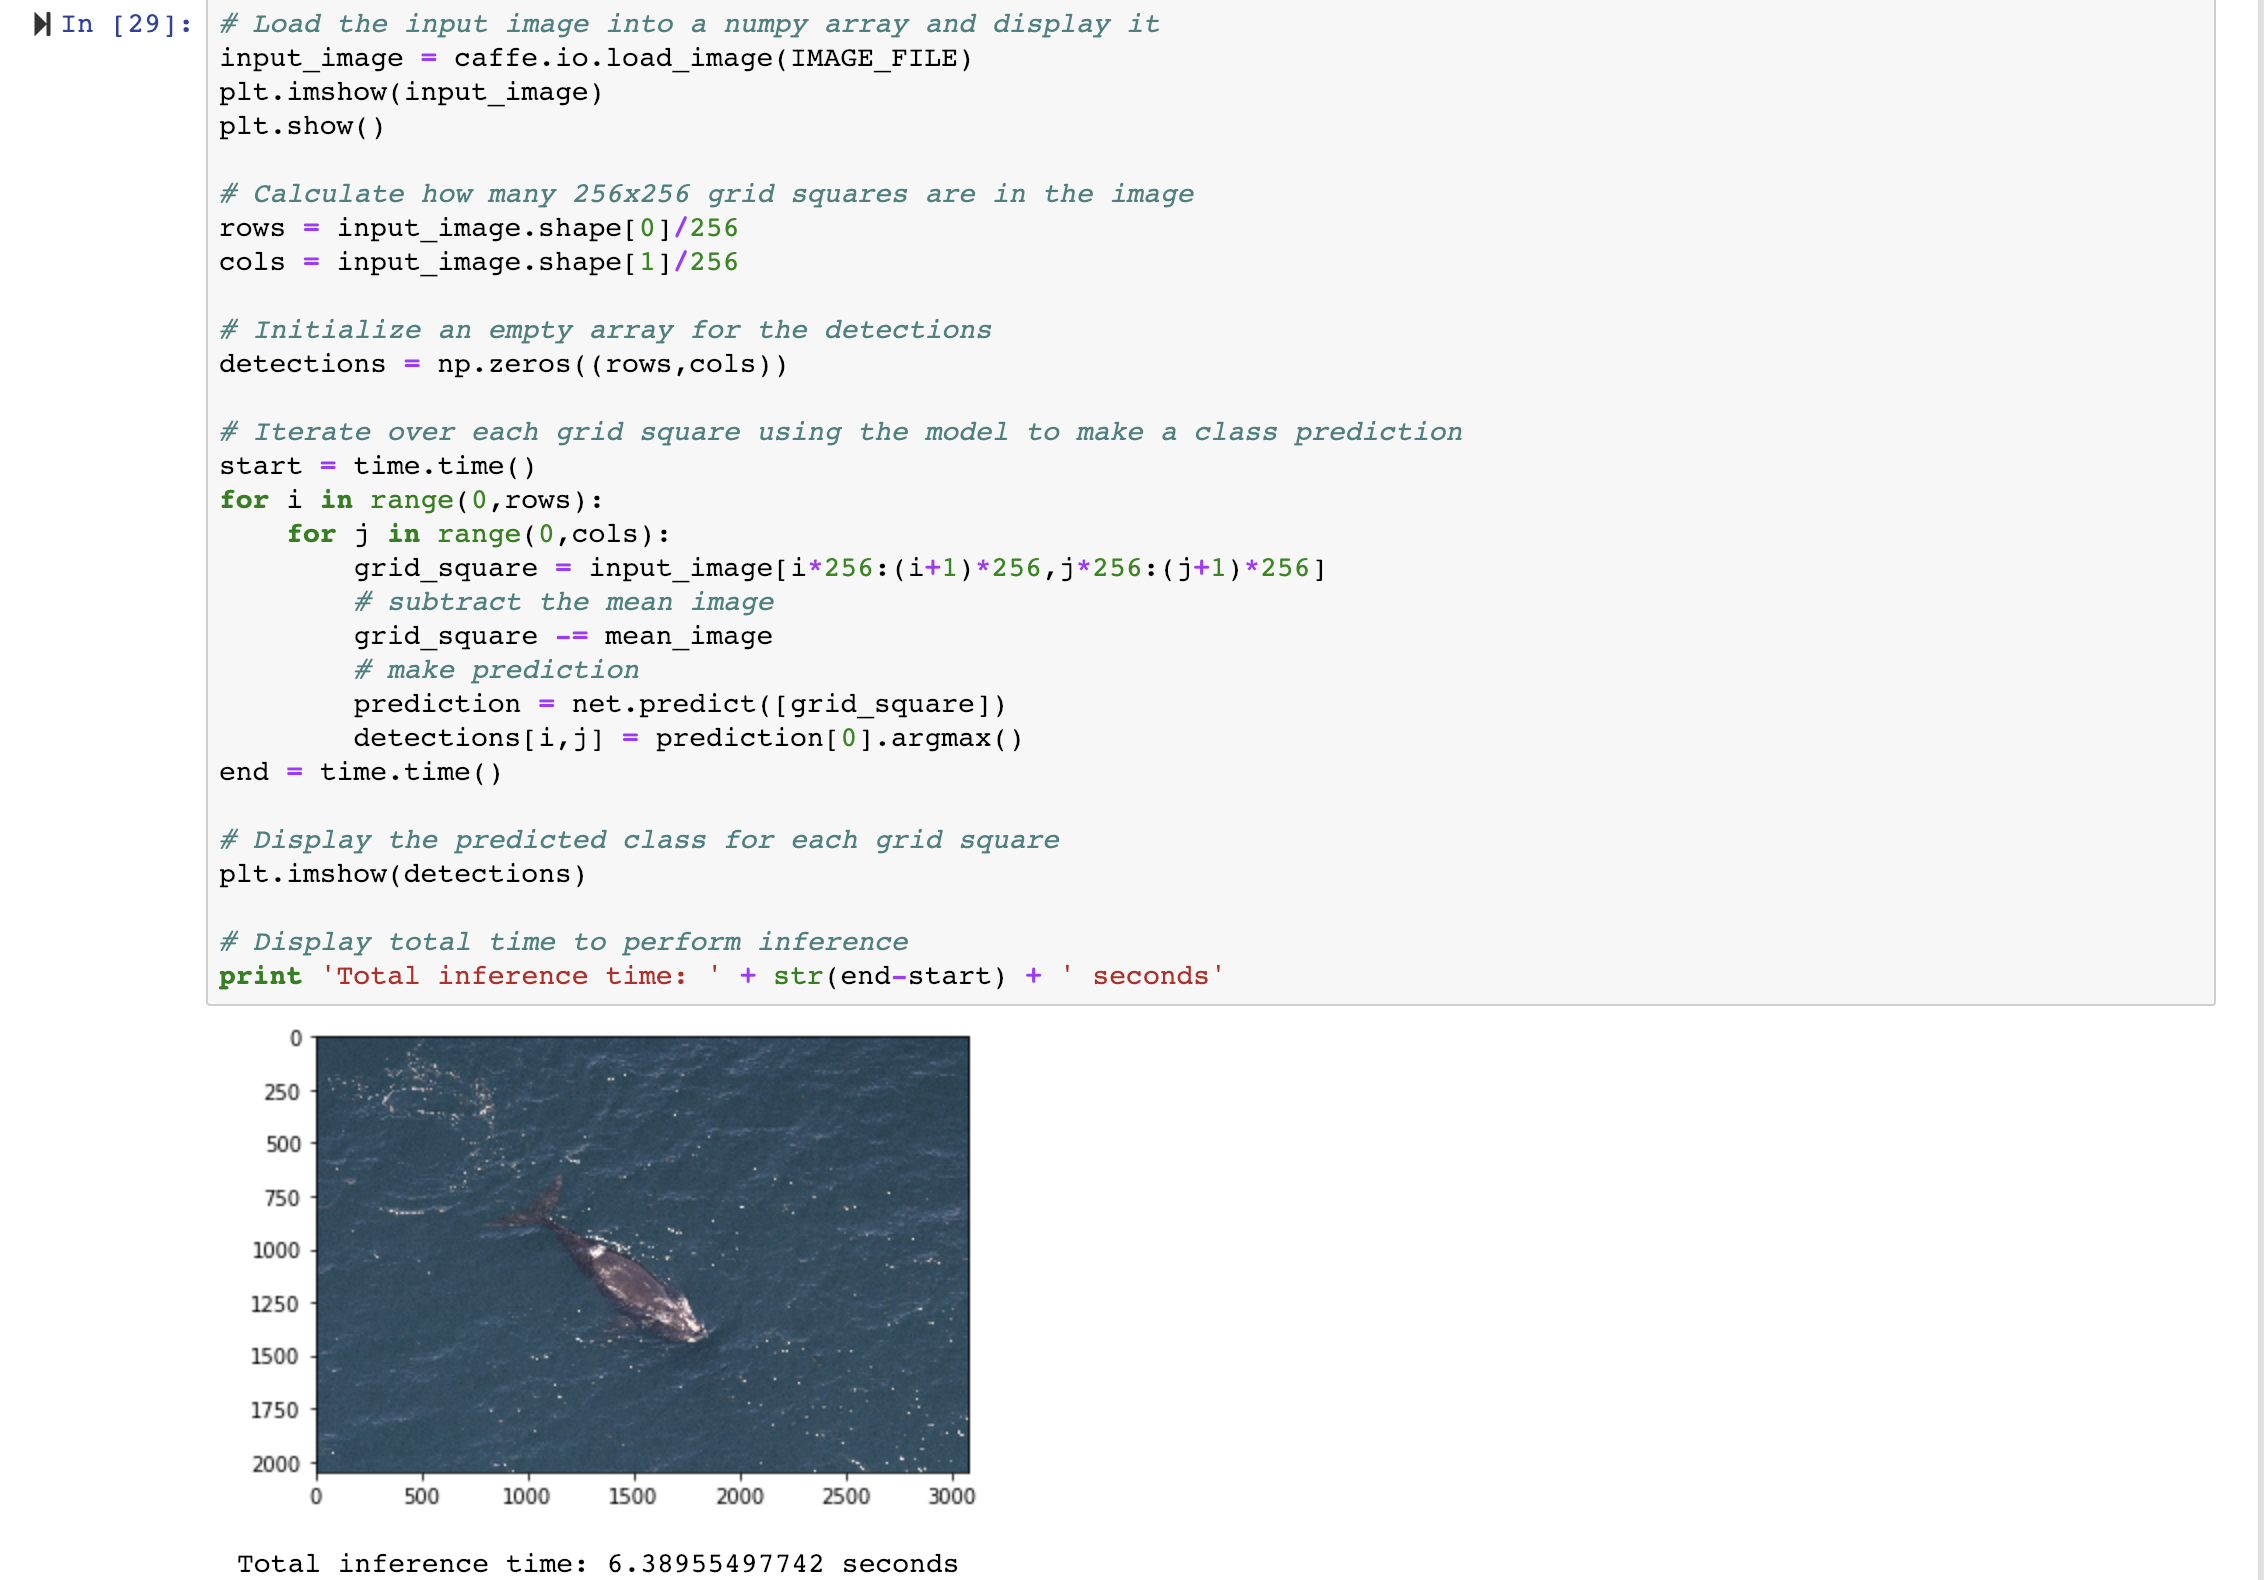 In [29]:
# Load the input image into a numpy array and display it
input_image = caffe.io.load_image(IMAGE_FILE)
plt.imshow(input_image)
plt.show()

# Calculate how many 256x256 grid squares are in the image
rows = input_image.shape[0]/256
cols = input_image.shape[1]/256

# Initialize an empty array for the detections
detections = np.zeros((rows,cols))

# Iterate over each grid square using the model to make a class prediction
start = time.time()
for i in range(0,rows):
    for j in range(0,cols):
        grid_square = input_image[i*256:(i+1)*256,j*256:(j+1)*256]
        # subtract the mean image
        grid_square -= mean_image
        # make prediction
        prediction = net.predict([grid_square])
        detections[i,j] = prediction[0].argmax()
end = time.time()

# Display the predicted class for each grid square
plt.imshow(detections)

# Display total time to perform inference
print 'Total inference time: ' + str(end-start) + ' seconds'
0
250
500
750
1000
1250
1500
1750
2000
0 500 1000 1500 2000 2500 3000
Total inference time: 6.38955497742 seconds